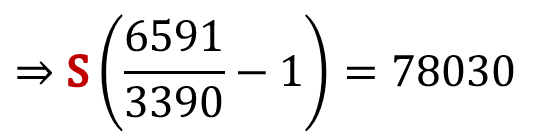 ⇒ S (6591/3390 − 1) = 78030